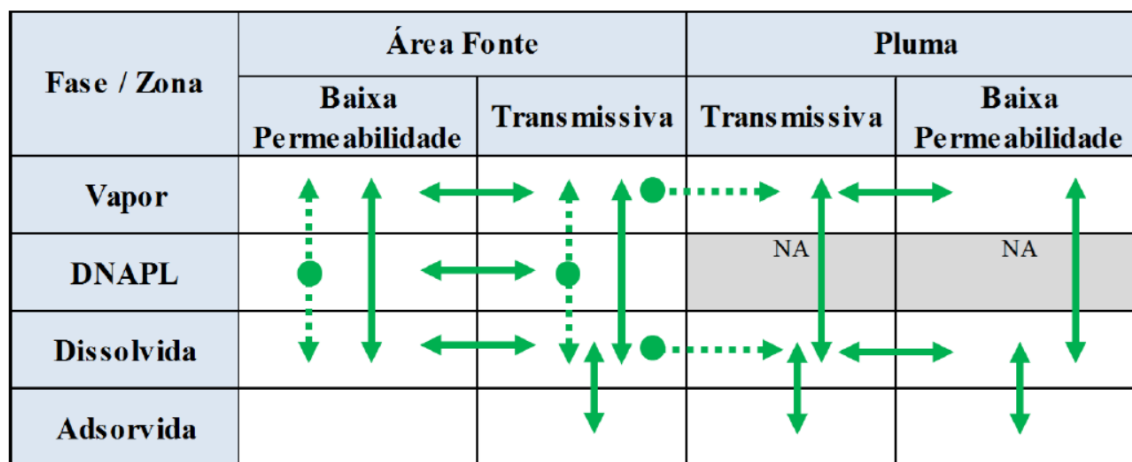 Fase / Zona
Área Fonte
Pluma
Baixa
Permeabilidade
Transmissiva
Transmissiva
Baixa
Permeabilidade
Vapor
DNAPL
NA
NA
Dissolvida
Adsorvida